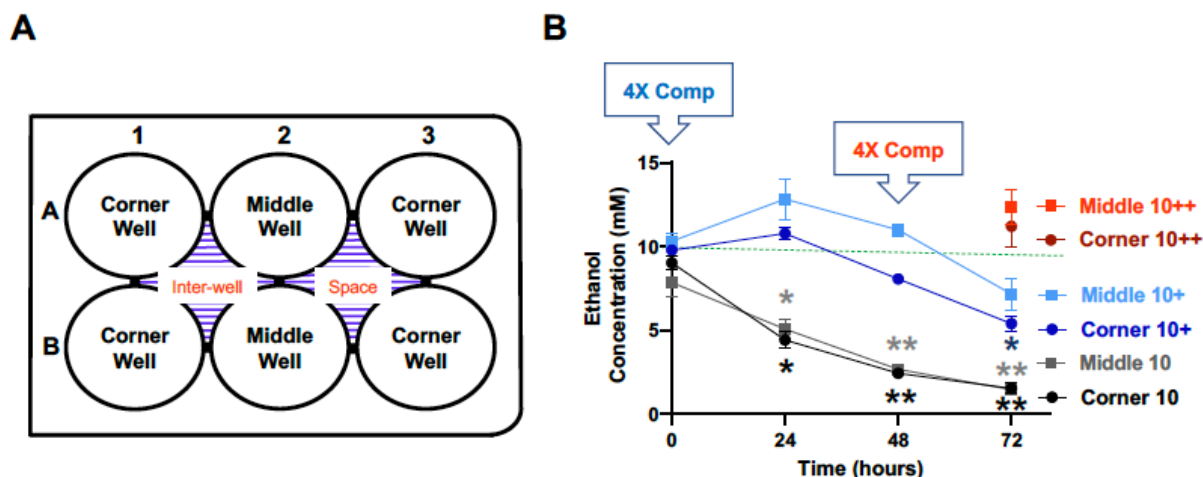 A
1 2 3
A
Corner
Well
Middle
Well
Corner
Well
Inter-well
Space
B
Corner
Well
Middle
Well
Corner
Well
B
4X Comp
4X Comp
Ethanol
Concentration (mM)
15
10
5
0
*
*
**
**
*
**
**
Middle 10++
Corner 10++
Middle 10+
Corner 10+
Middle 10
Corner 10
0 24 48 72
Time (hours)